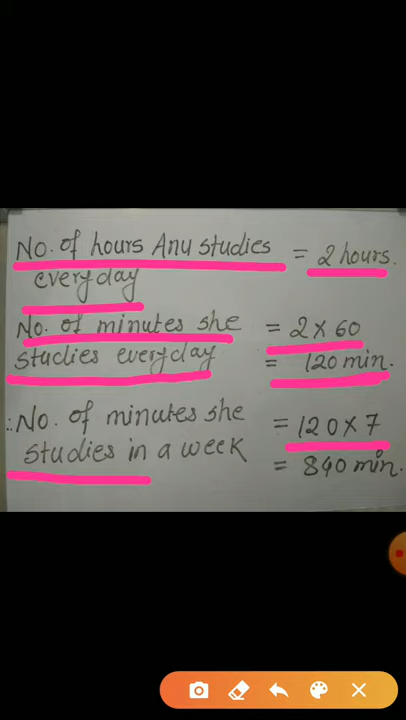 No. of hours Anu studies = 2 hours.
everyday
No. of minutes she = 2 x 60
studies everyday = 120 min.
∴ No. of minutes she = 120 x 7
studies in a week = 840 min.